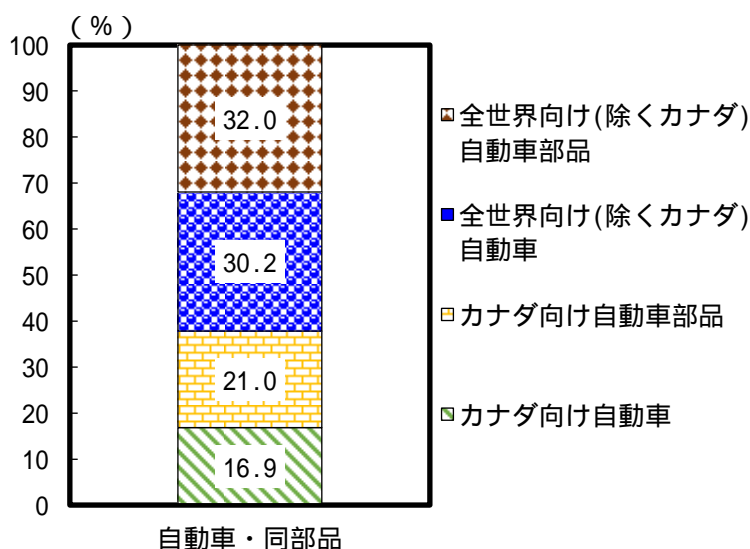 (%)
100
90
80
70
60
50
40
30
20
10
0
32.0
30.2
21.0
16.9
自動車・同部品
全世界向け(除くカナダ)
自動車部品
全世界向け(除くカナダ)
自動車
カナダ向け自動車部品
カナダ向け自動車